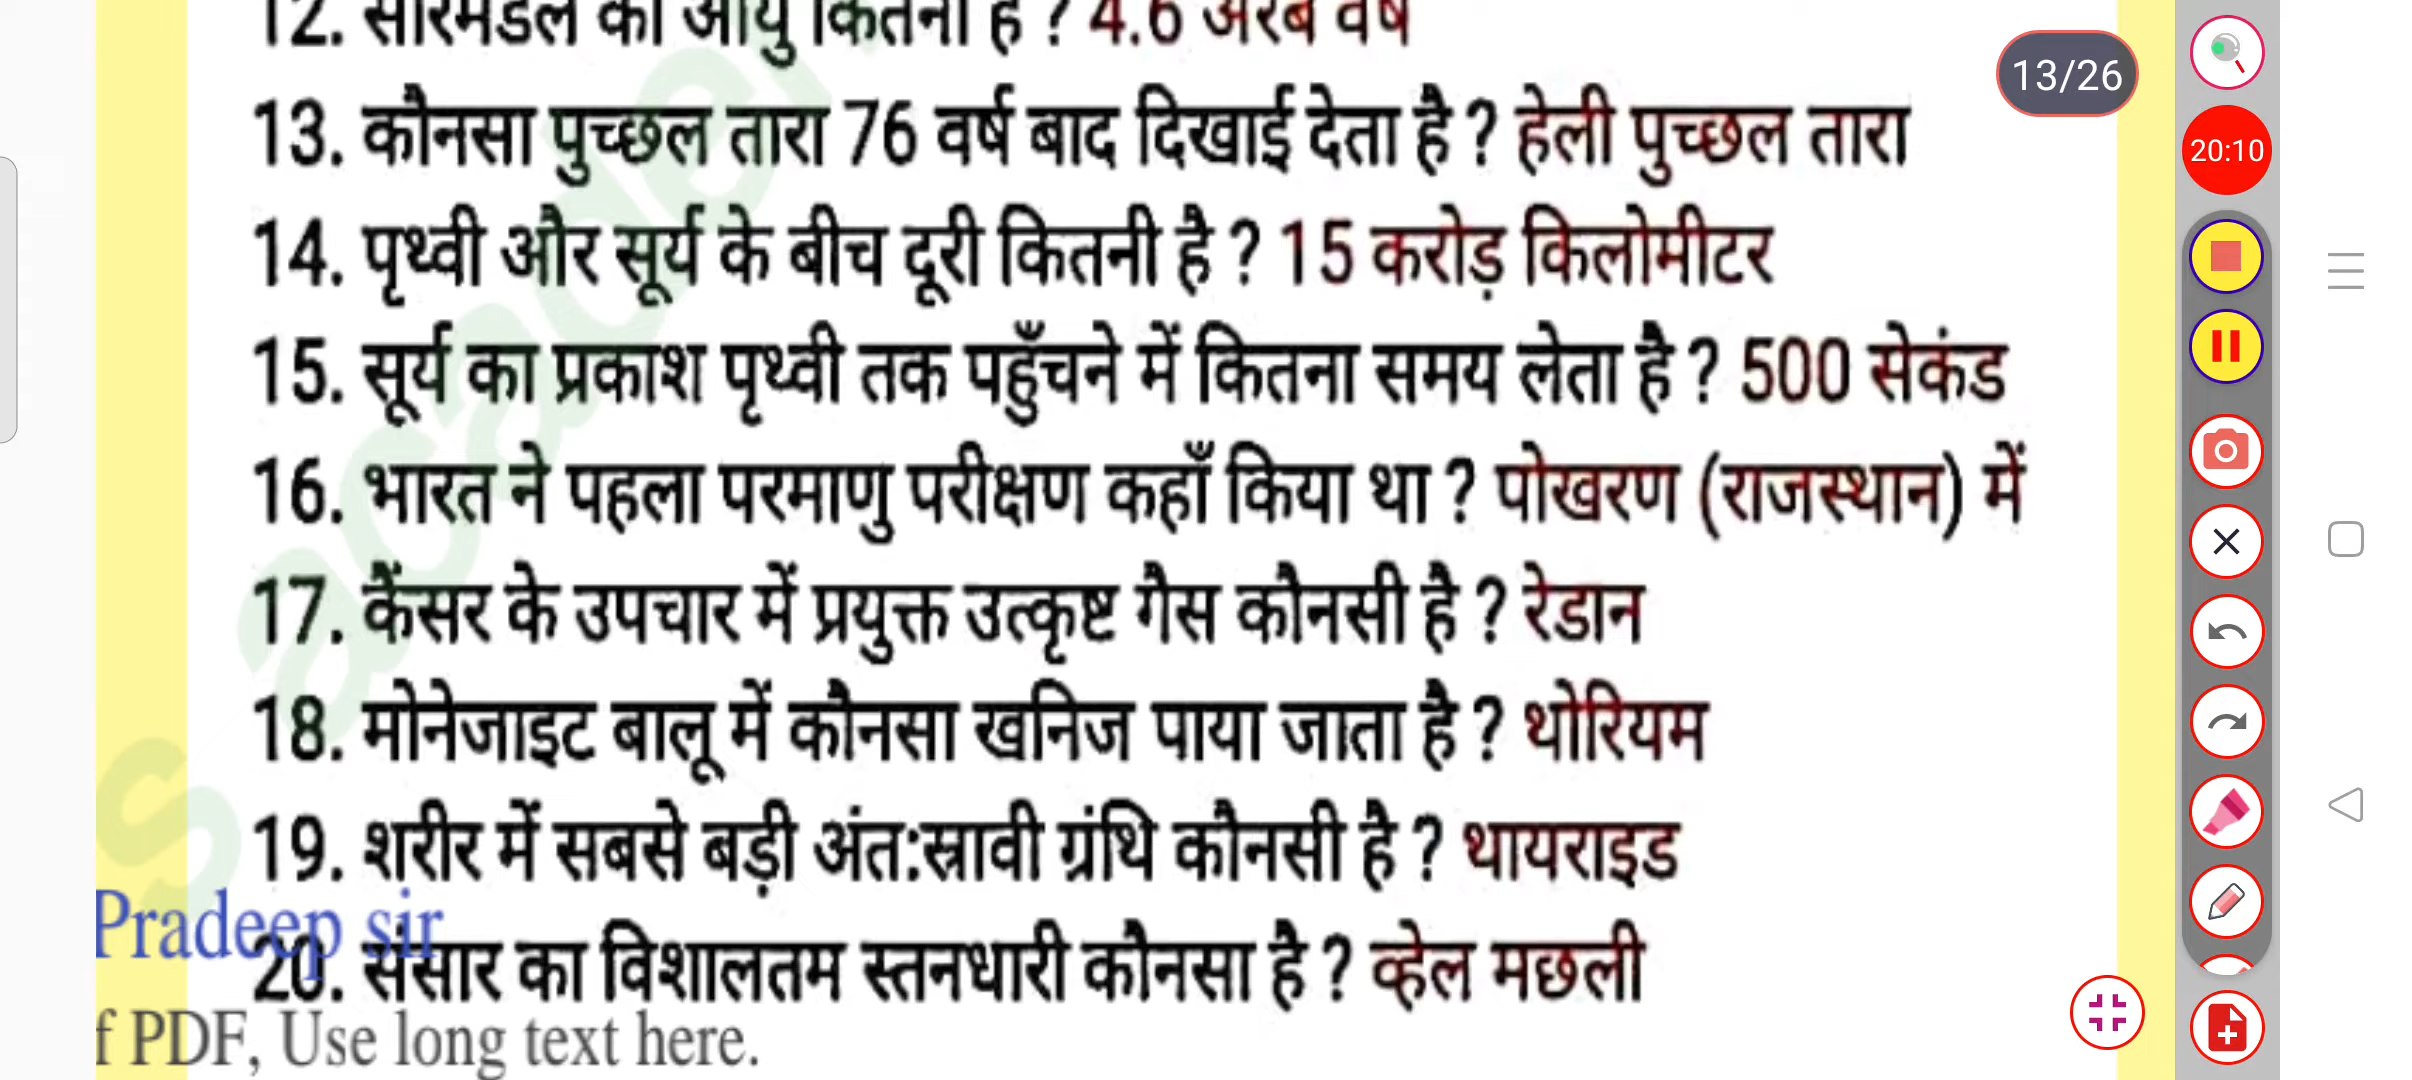 12. सौरमंडल की आयु कितनी है ? 4.6 अरब वर्ष
13/26
13. कौनसा पुच्छल तारा 76 वर्ष बाद दिखाई देता है ? हेली पुच्छल तारा
20:10
14. पृथ्वी और सूर्य के बीच दूरी कितनी है ? 15 करोड़ किलोमीटर
15. सूर्य का प्रकाश पृथ्वी तक पहुँचने में कितना समय लेता है ? 500 सेकंड
16. भारत ने पहला परमाणु परीक्षण कहाँ किया था ? पोखरण (राजस्थान) में
17. कैंसर के उपचार में प्रयुक्त उत्कृष्ट गैस कौनसी है ? रेडान
18. मोनेजाइट बालू में कौनसा खनिज पाया जाता है ? थोरियम
19. शरीर में सबसे बड़ी अंत:स्रावी ग्रंथि कौनसी है ? थायराइड
Pradeep sir
20. संसार का विशालतम स्तनधारी कौनसा है ? व्हेल मछली
f PDF, Use long text here.